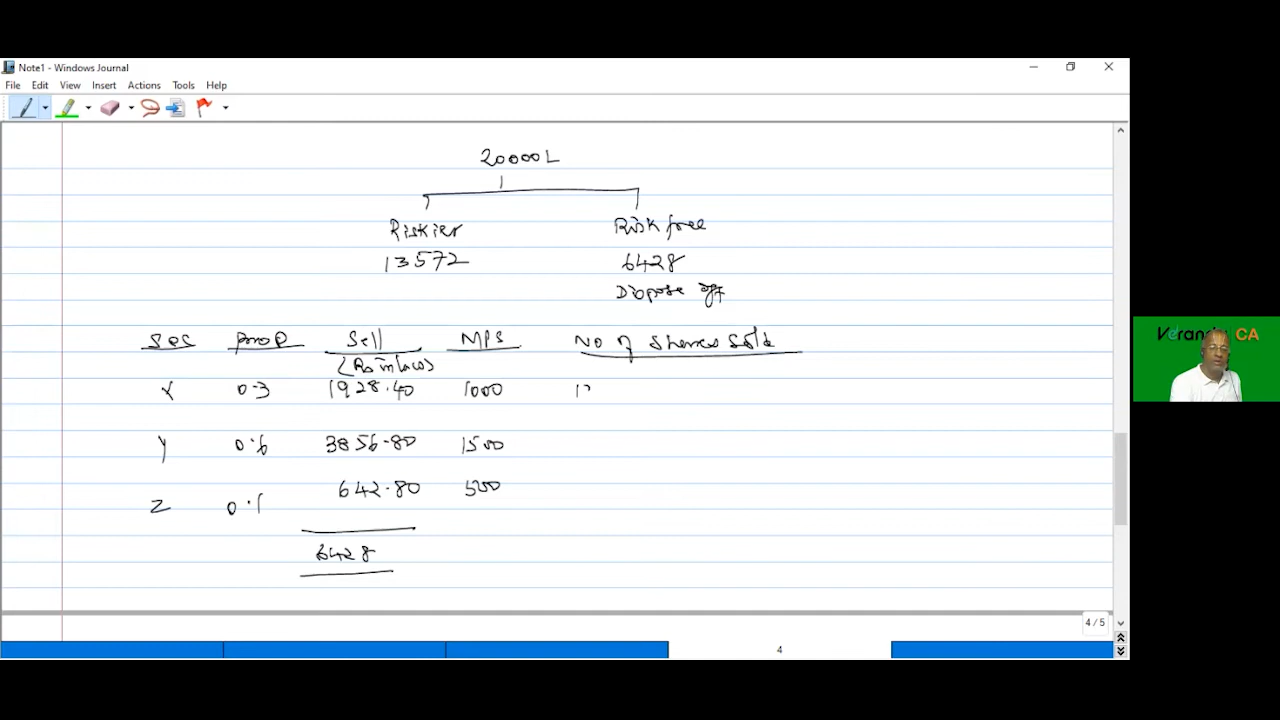 Note1 - Windows Journal
File Edit View Insert Actions Tools Help
20000L
Riskier Risk free
13572 6428
Dispose off
Sec Prop Sell MPS No of Shares Sold
(Rs in lacs)
X 0.3 1928.40 1000
Y 0.6 3856.80 1500
Z 0.1 642.80 500
6428
4 / 5
4
Veranda CA